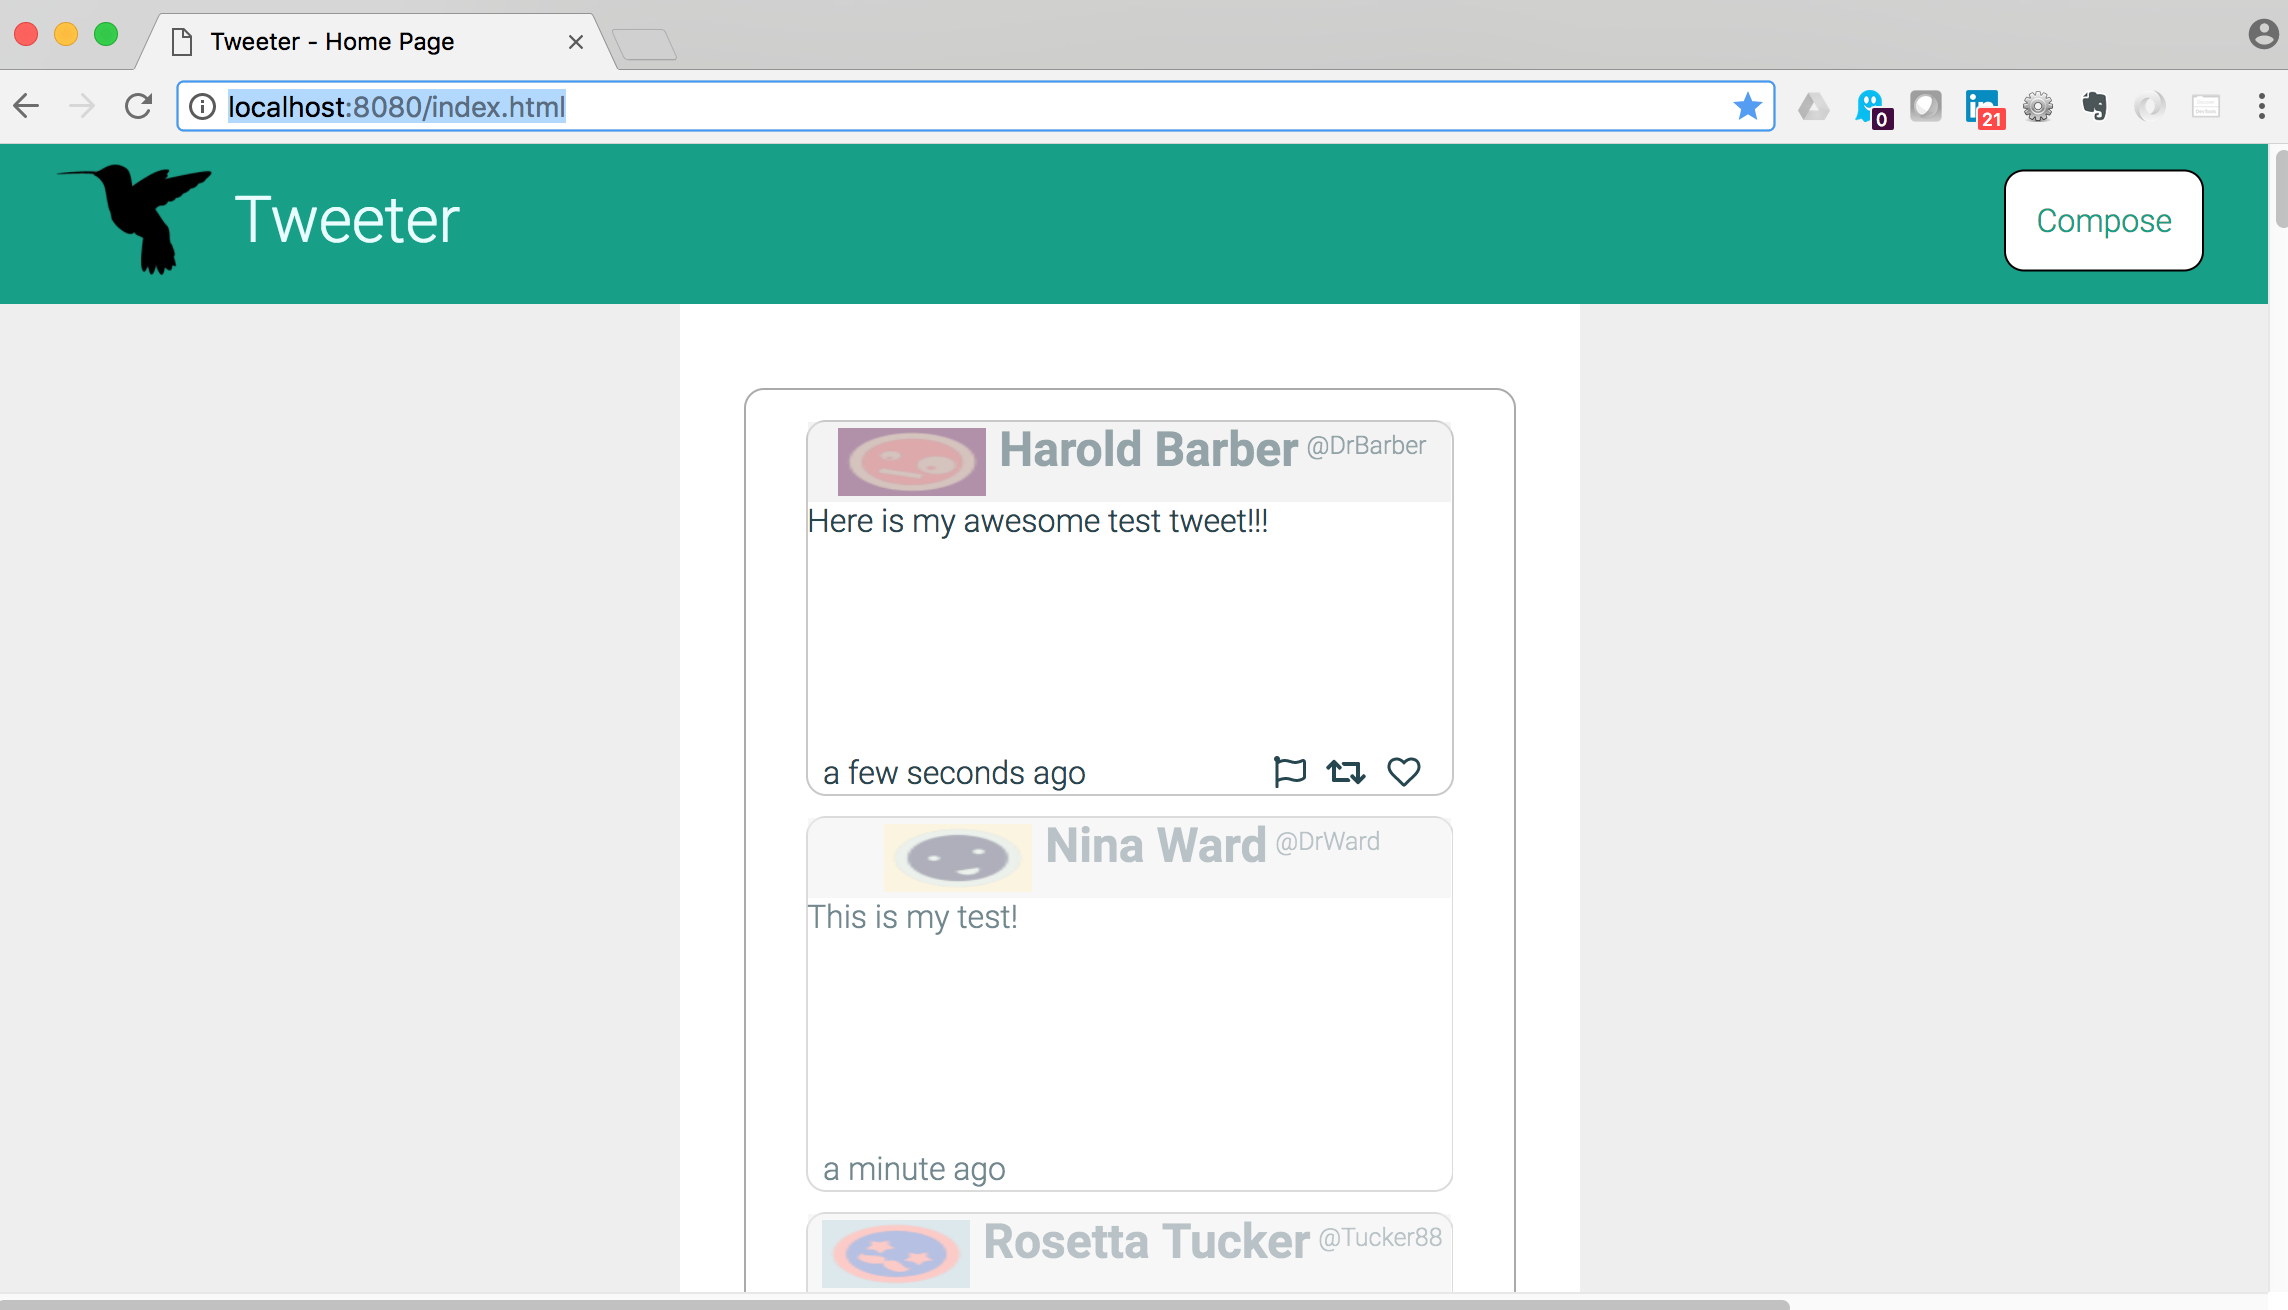 Tweeter - Home Page
localhost:8080/index.html
0
21
Tweeter
Compose
Harold Barber @DrBarber
Here is my awesome test tweet!!!
a few seconds ago
Nina Ward @DrWard
This is my test!
a minute ago
Rosetta Tucker @Tucker88